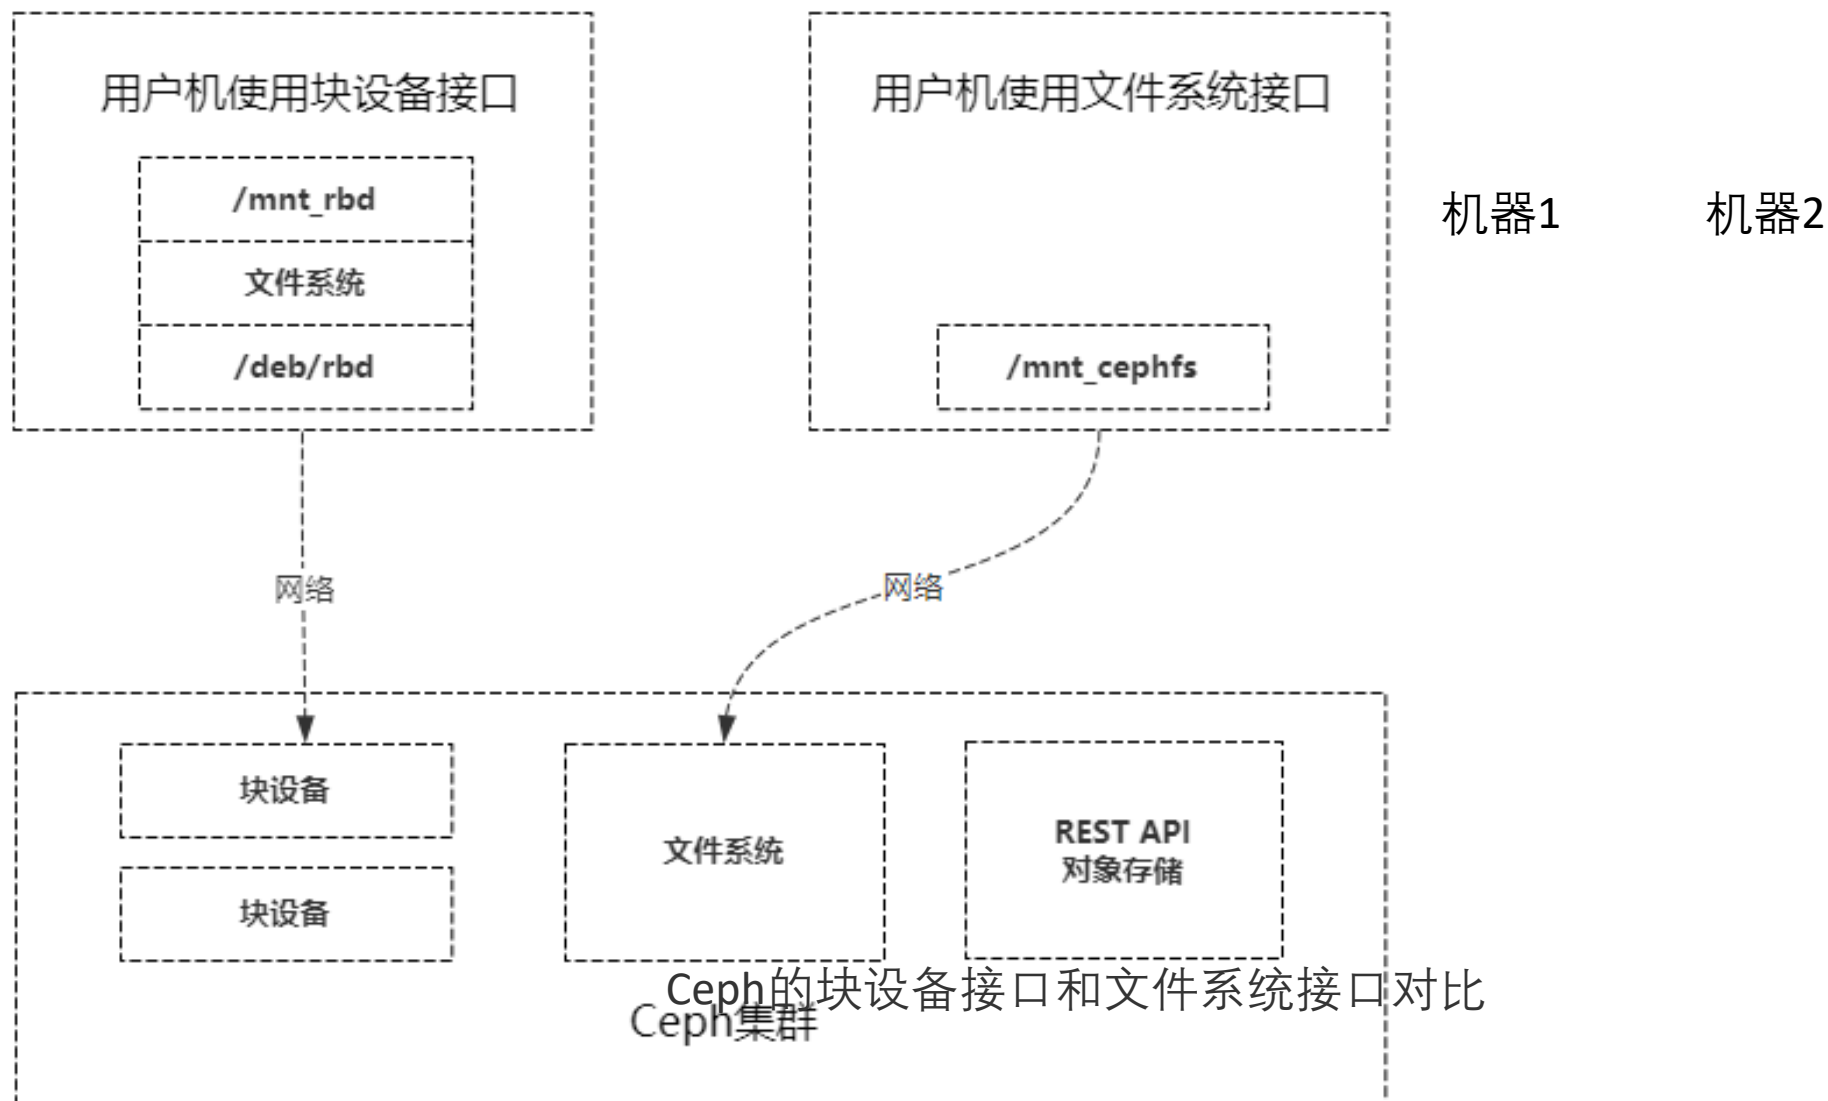 用户机使用块设备接口
用户机使用文件系统接口
/mnt_rbd
文件系统
/deb/rbd
/mnt_cephfs
机器1
机器2
网络
网络
块设备
块设备
文件系统
REST API
对象存储
Ceph的块设备接口和文件系统接口对比
Ceph集群